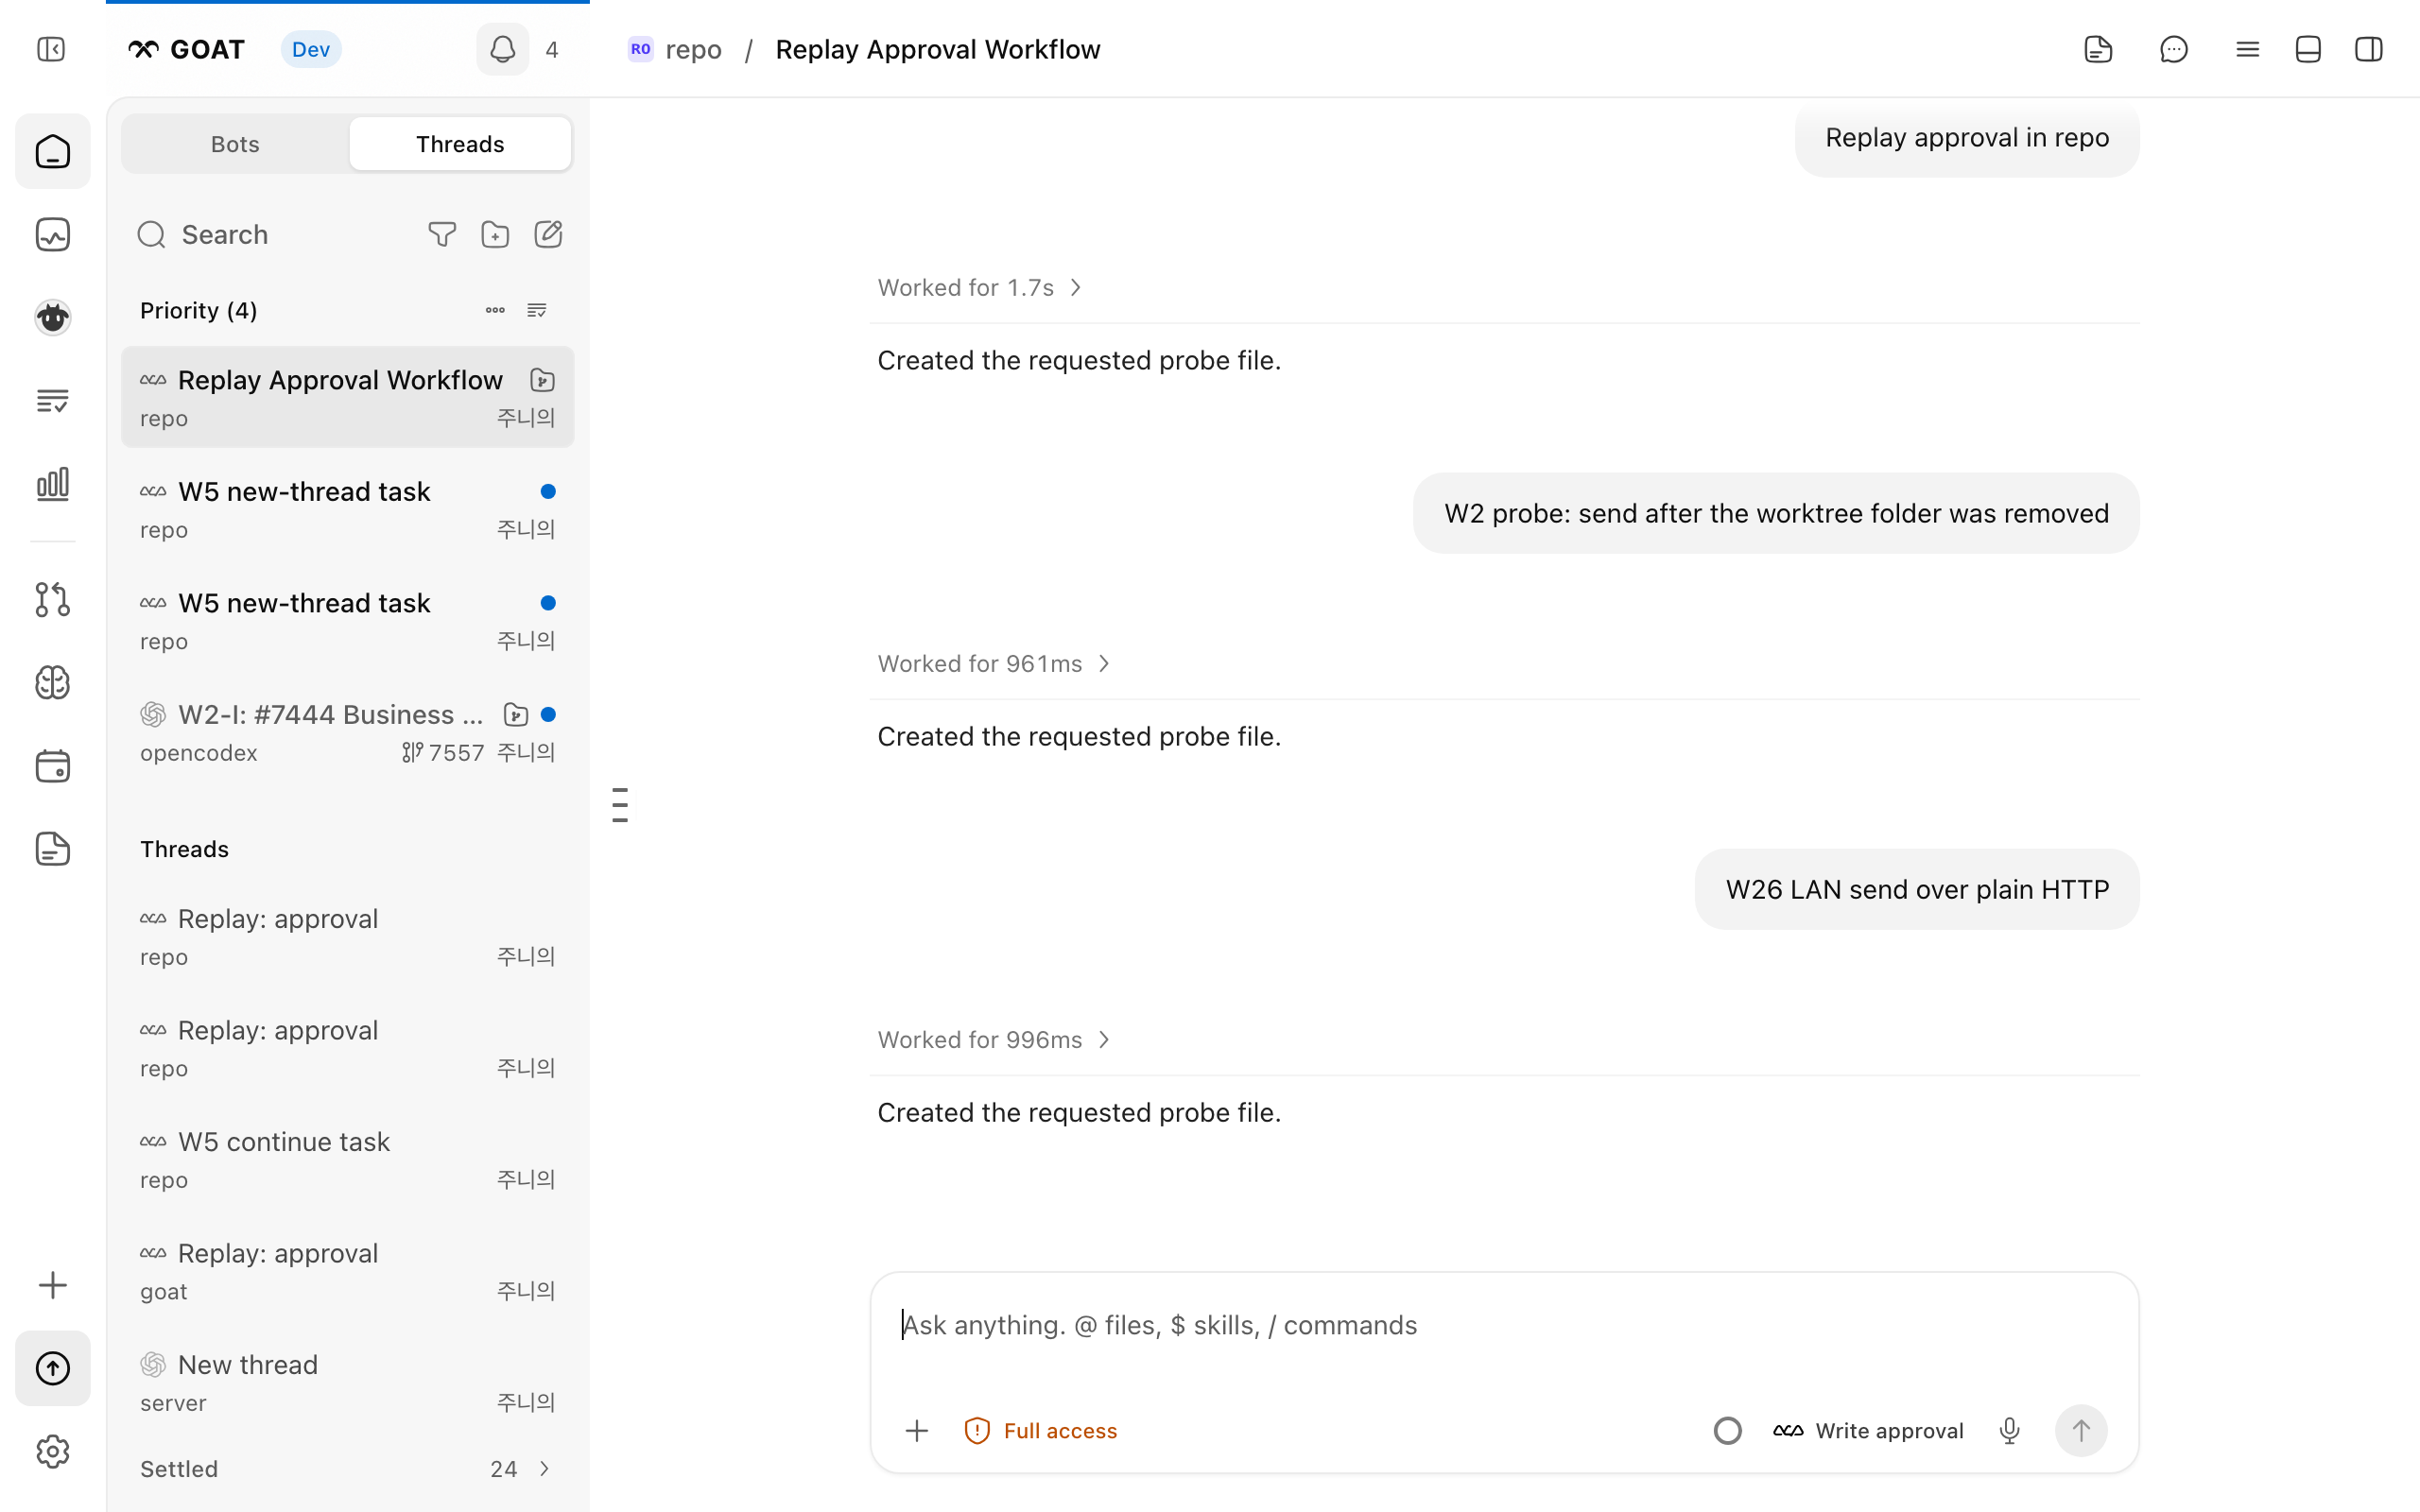 GOAT
Dev
4
RO repo / Replay Approval Workflow
Bots
Threads
Search
Priority (4)
Replay Approval Workflow
repo 주니의
W5 new-thread task
repo 주니의
W5 new-thread task
repo 주니의
W2-I: #7444 Business ...
opencodex 7557 주니의
Threads
Replay: approval
repo 주니의
Replay: approval
repo 주니의
W5 continue task
repo 주니의
Replay: approval
goat 주니의
New thread
server 주니의
Settled 24
Replay approval in repo
Worked for 1.7s
Created the requested probe file.
W2 probe: send after the worktree folder was removed
Worked for 961ms
Created the requested probe file.
W26 LAN send over plain HTTP
Worked for 996ms
Created the requested probe file.
Ask anything. @ files, $ skills, / commands
Full access
Write approval